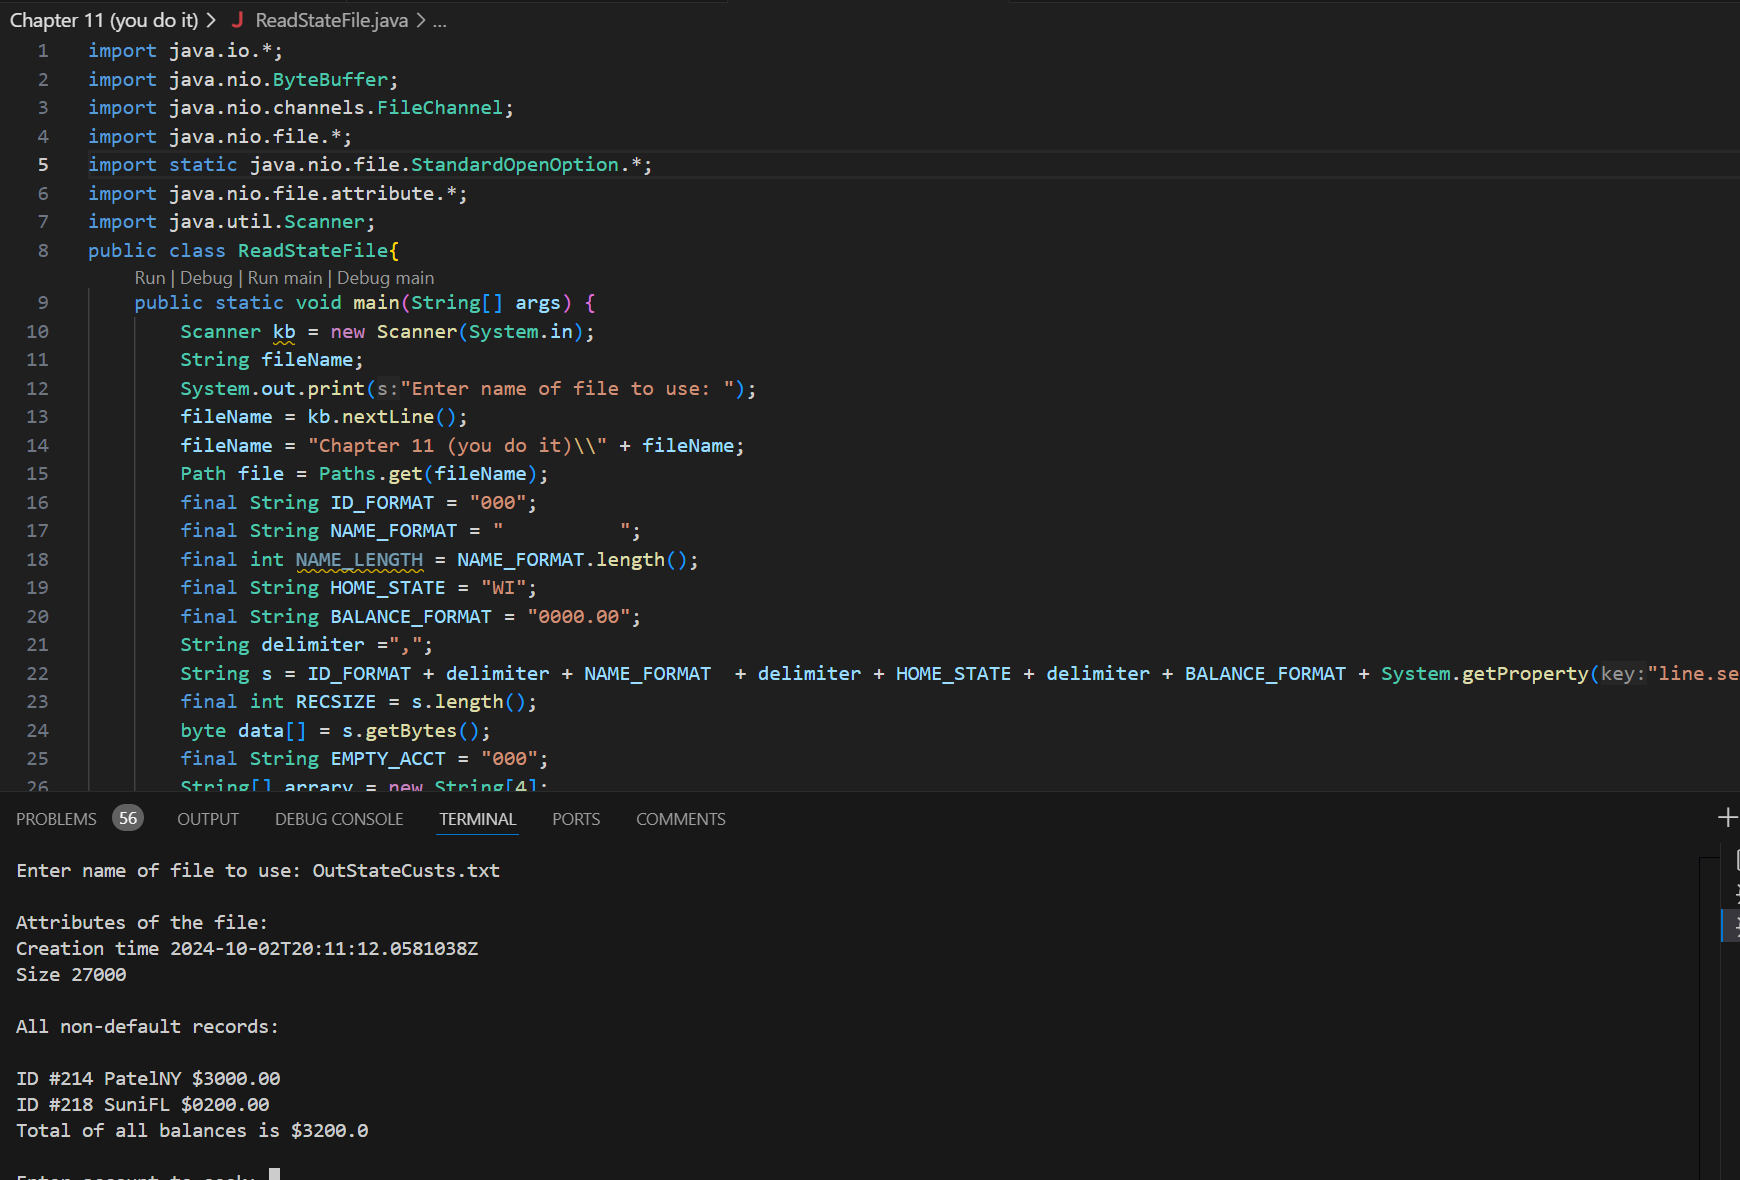 Chapter 11 (you do it) > J ReadStateFile.java > ...
1 import java.io.*;
2 import java.nio.ByteBuffer;
3 import java.nio.channels.FileChannel;
4 import java.nio.file.*;
5 import static java.nio.file.StandardOpenOption.*;
6 import java.nio.file.attribute.*;
7 import java.util.Scanner;
8 public class ReadStateFile{
Run | Debug | Run main | Debug main
9 public static void main(String[] args) {
10 Scanner kb = new Scanner(System.in);
11 String fileName;
12 System.out.print(s:"Enter name of file to use: ");
13 fileName = kb.nextLine();
14 fileName = "Chapter 11 (you do it)\\" + fileName;
15 Path file = Paths.get(fileName);
16 final String ID_FORMAT = "000";
17 final String NAME_FORMAT = "          ";
18 final int NAME_LENGTH = NAME_FORMAT.length();
19 final String HOME_STATE = "WI";
20 final String BALANCE_FORMAT = "0000.00";
21 String delimiter =",";
22 String s = ID_FORMAT + delimiter + NAME_FORMAT  + delimiter + HOME_STATE + delimiter + BALANCE_FORMAT + System.getProperty(key:"line.se
23 final int RECSIZE = s.length();
24 byte data[] = s.getBytes();
25 final String EMPTY_ACCT = "000";
26 String[] arrary = new String[4];
PROBLEMS 56 OUTPUT DEBUG CONSOLE TERMINAL PORTS COMMENTS
Enter name of file to use: OutStateCusts.txt
Attributes of the file:
Creation time 2024-10-02T20:11:12.0581038Z
Size 27000
All non-default records:
ID #214 PatelNY $3000.00
ID #218 SuniFL $0200.00
Total of all balances is $3200.0
Enter account to seek: